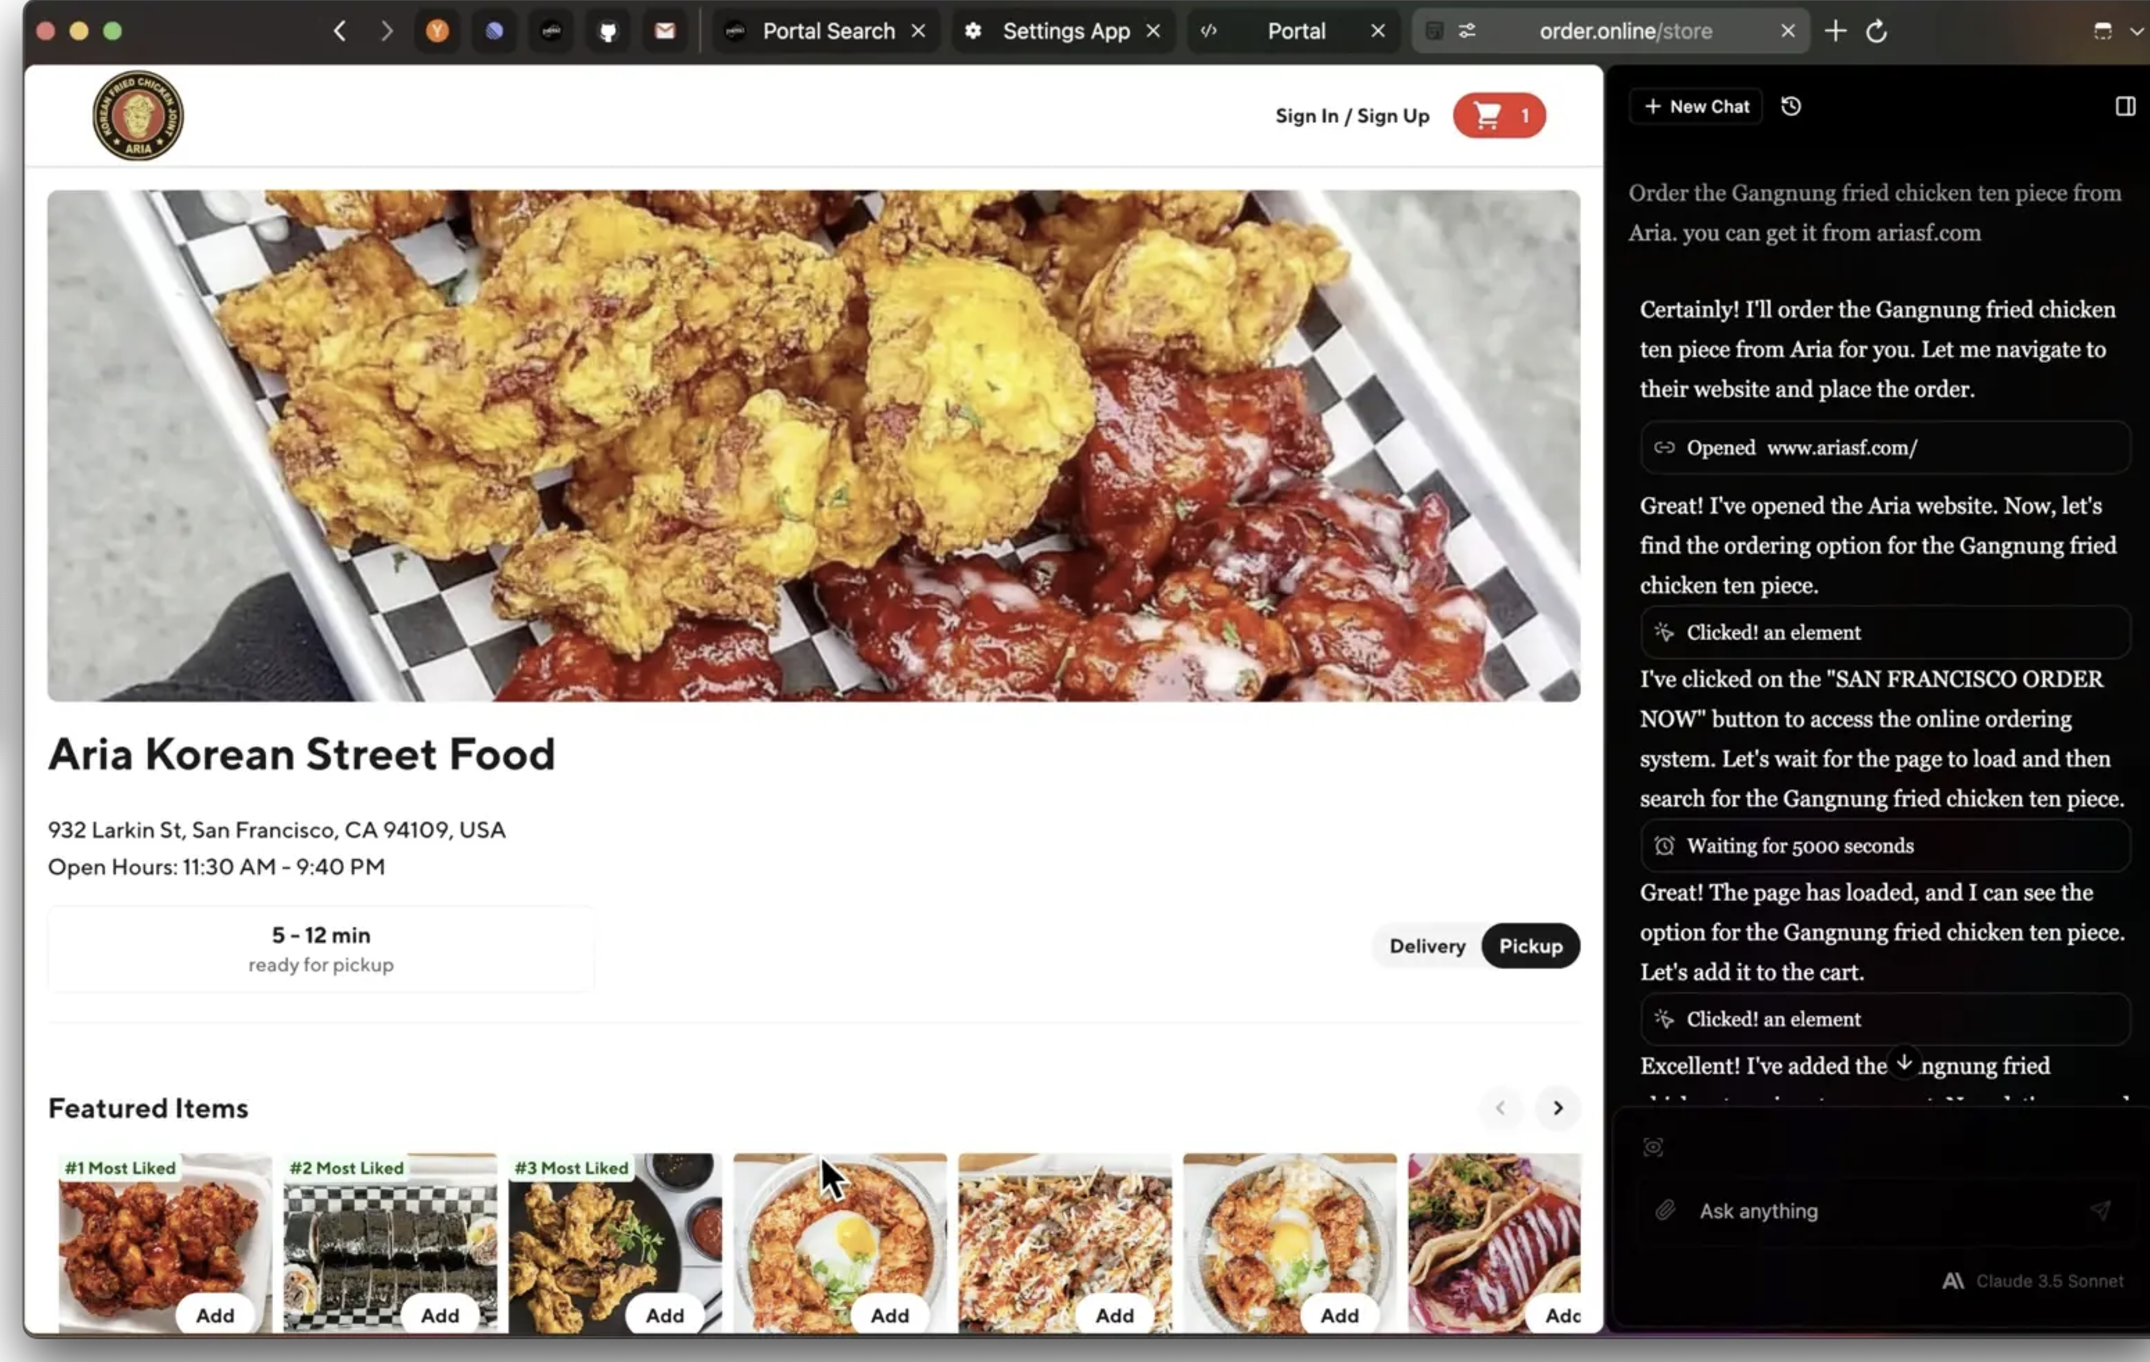 Portal Search
Settings App
Portal
order.online/store
KOREAN FRIED CHICKEN JOINT
ARIA
Sign In / Sign Up
1
Aria Korean Street Food
932 Larkin St, San Francisco, CA 94109, USA
Open Hours: 11:30 AM - 9:40 PM
5 - 12 min
ready for pickup
Delivery
Pickup
Featured Items
#1 Most Liked
#2 Most Liked
#3 Most Liked
Add
Add
Add
Add
Add
Add
Add
New Chat
Order the Gangnung fried chicken ten piece from
Aria. you can get it from ariasf.com
Certainly! I'll order the Gangnung fried chicken
ten piece from Aria for you. Let me navigate to
their website and place the order.
Opened www.ariasf.com/
Great! I've opened the Aria website. Now, let's
find the ordering option for the Gangnung fried
chicken ten piece.
Clicked! an element
I've clicked on the "SAN FRANCISCO ORDER
NOW" button to access the online ordering
system. Let's wait for the page to load and then
search for the Gangnung fried chicken ten piece.
Waiting for 5000 seconds
Great! The page has loaded, and I can see the
option for the Gangnung fried chicken ten piece.
Let's add it to the cart.
Clicked! an element
Excellent! I've added the ngnung fried
Ask anything
Claude 3.5 Sonnet